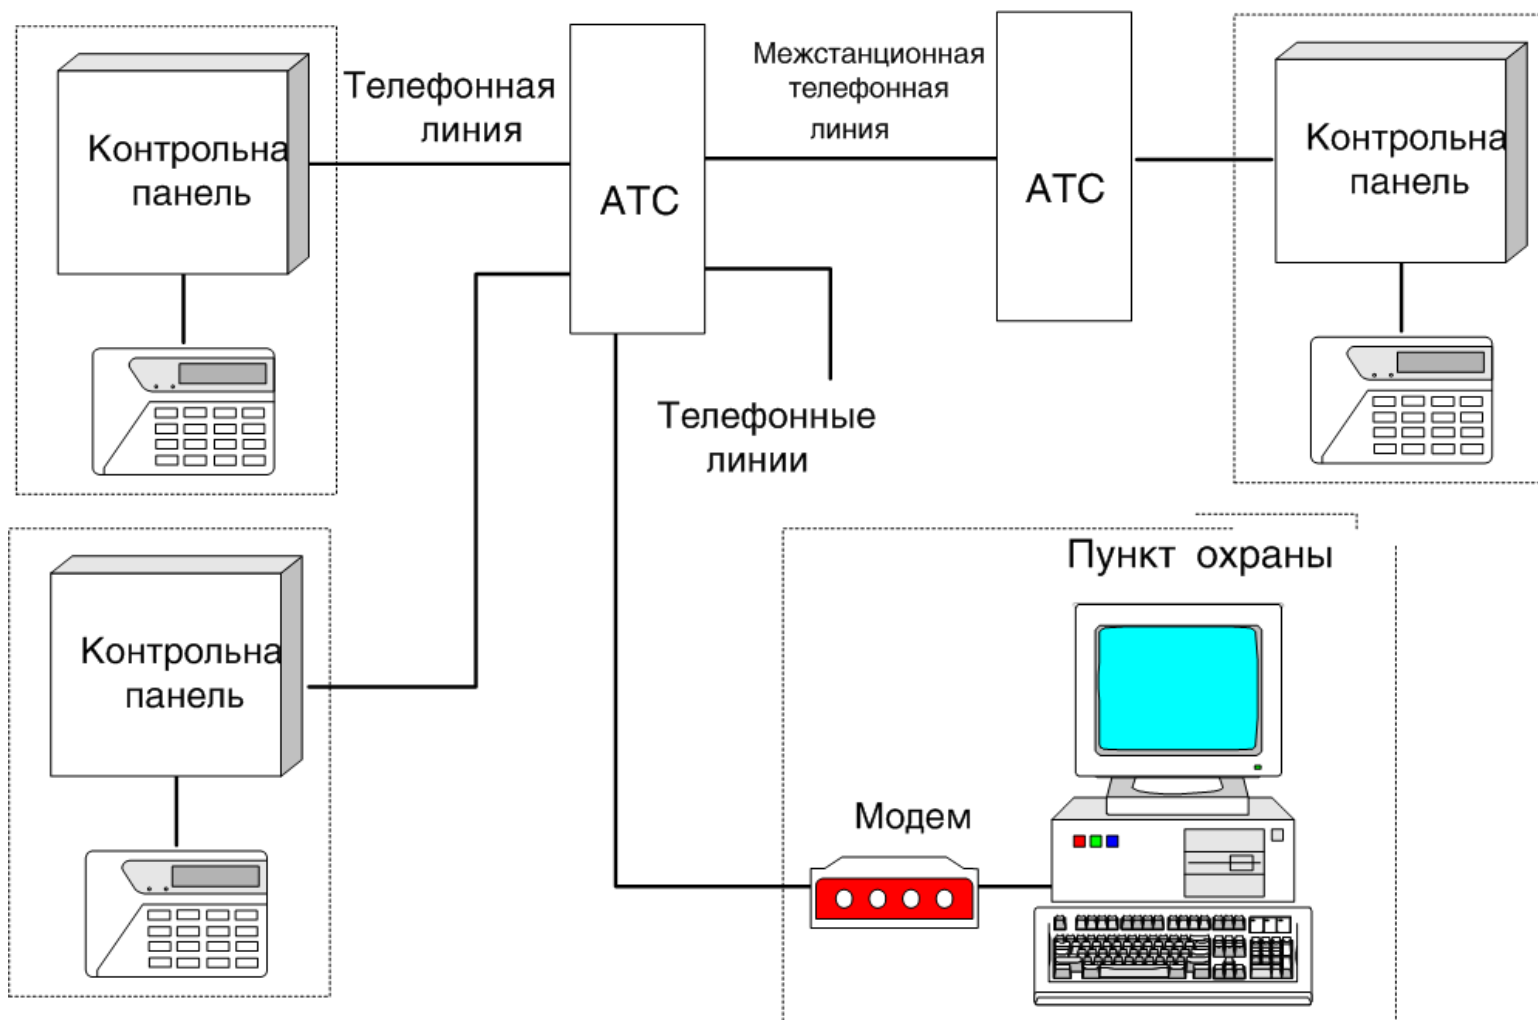 Контрольна
панель
Телефонная
линия
АТС
Межстанционная
телефонная
линия
АТС
Контрольна
панель
Телефонные
линии
Контрольна
панель
Пункт охраны
Модем